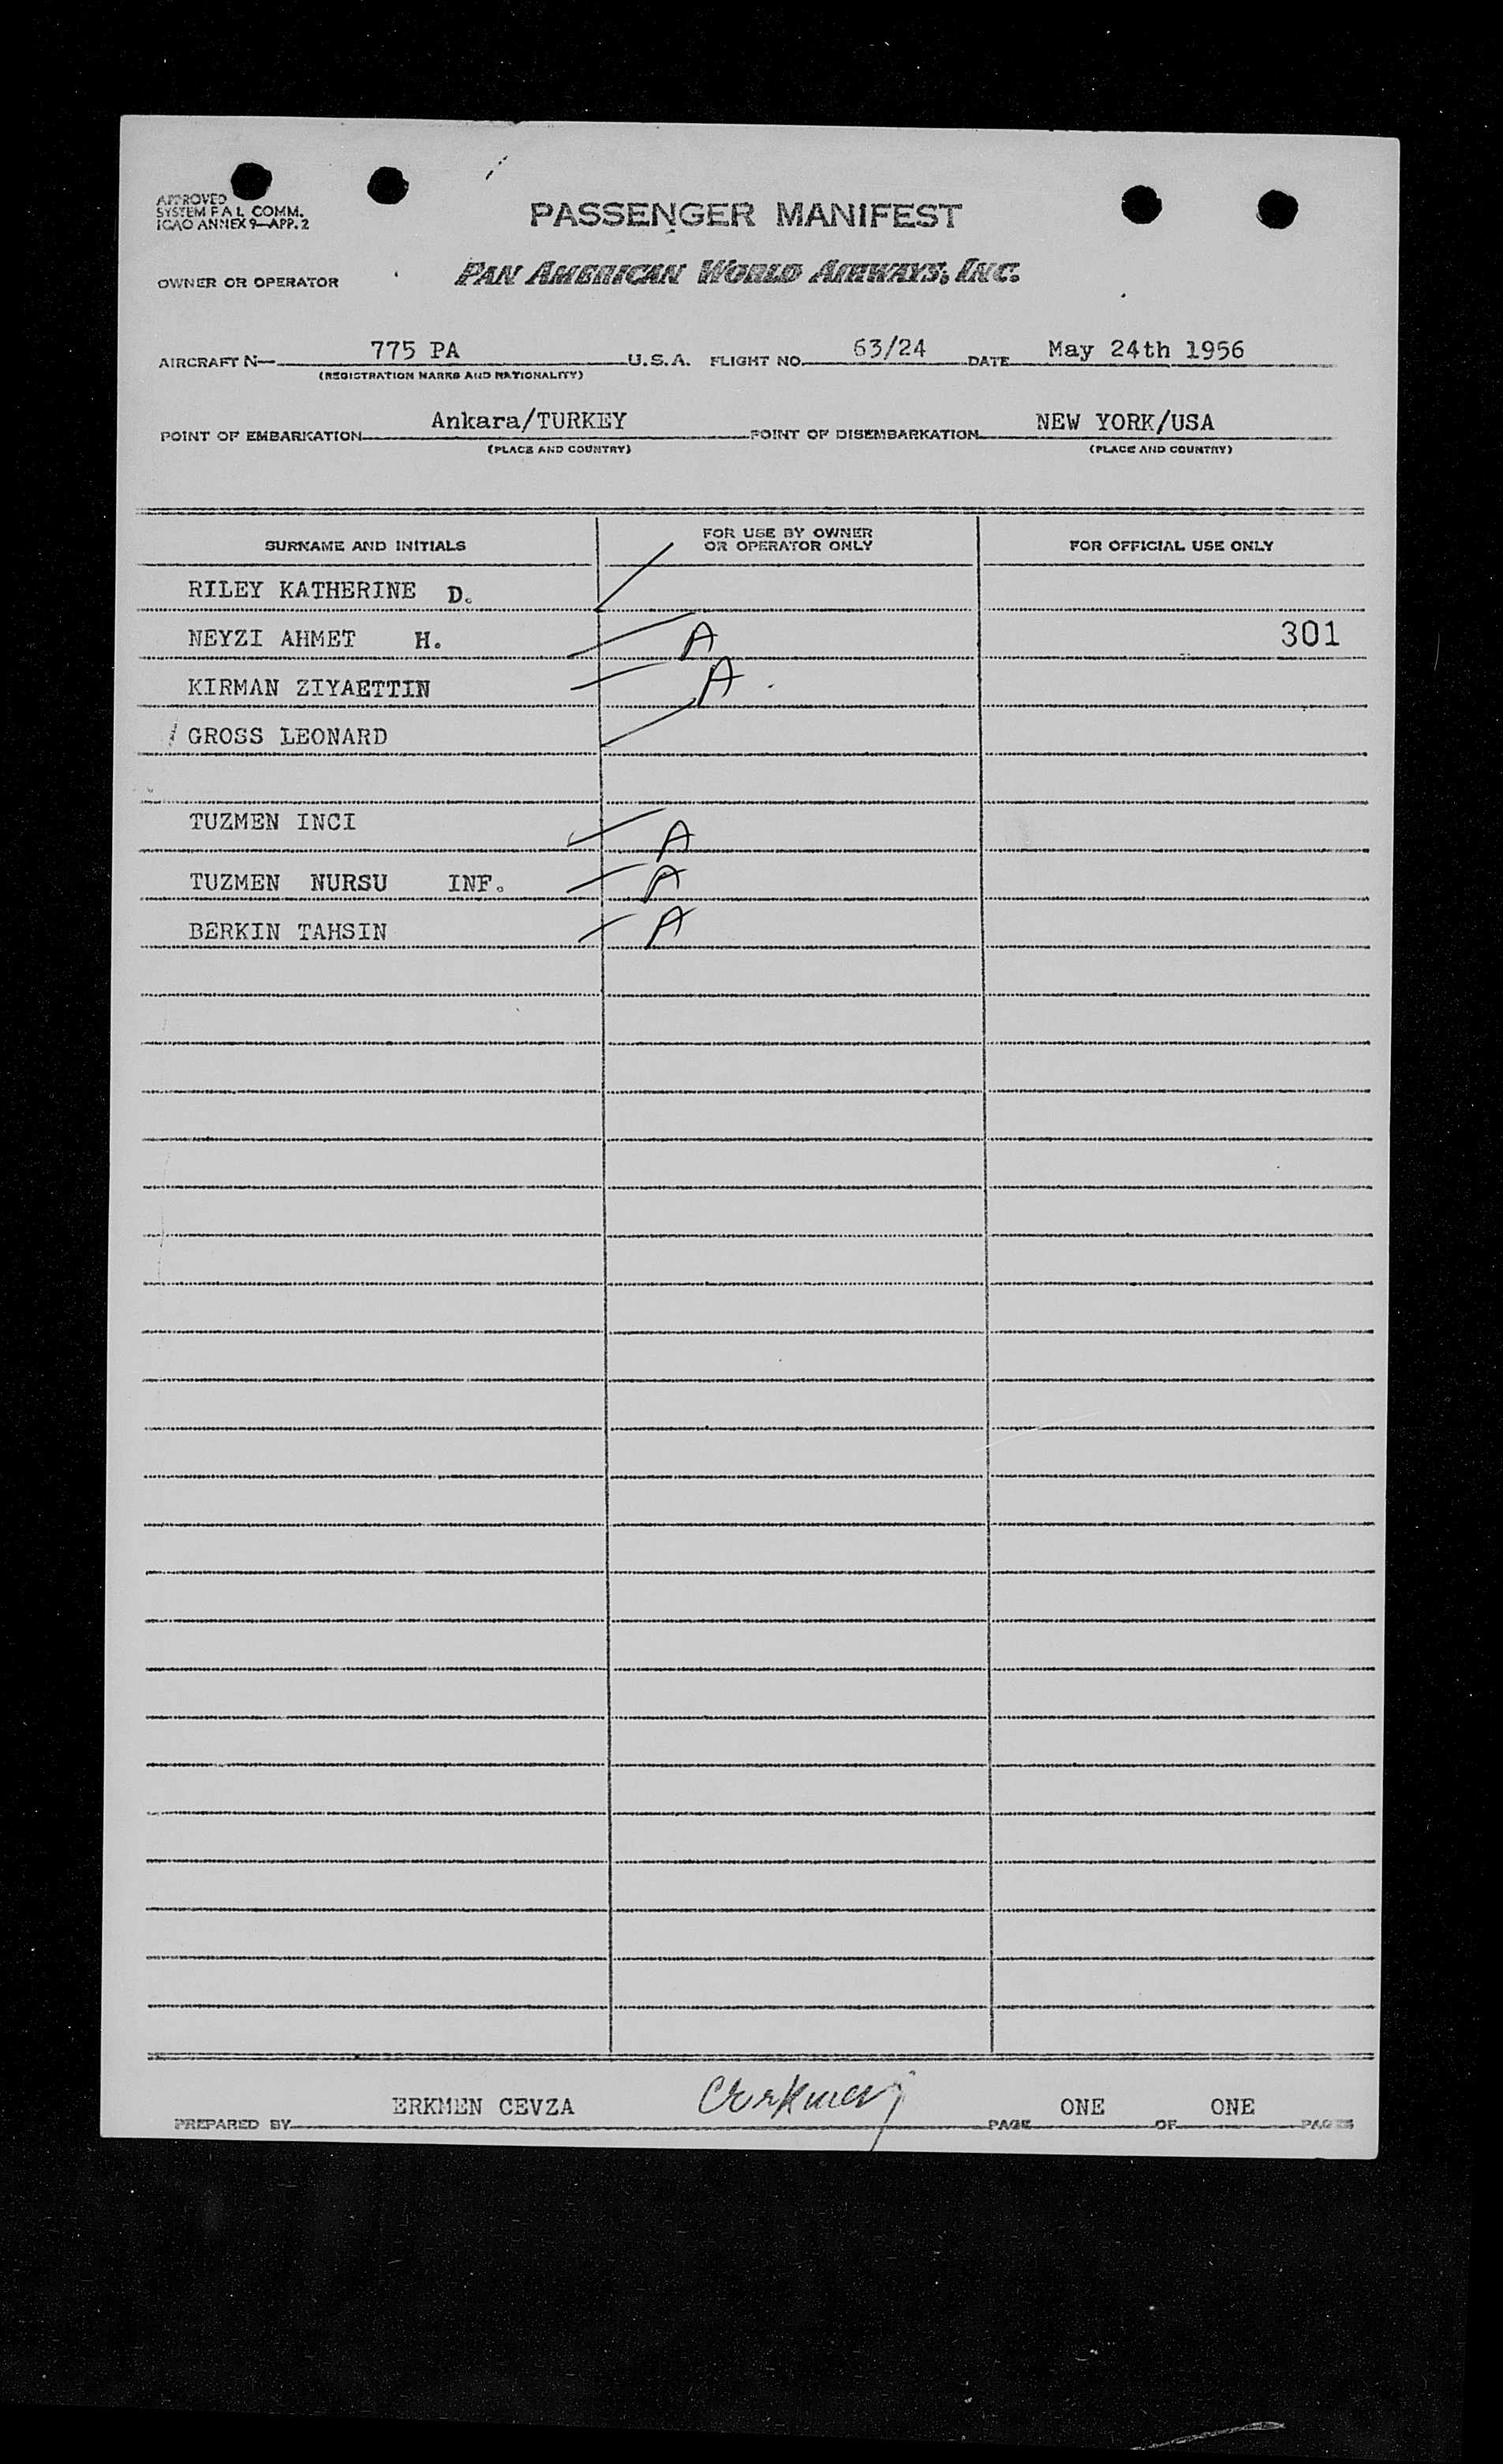 APPROVED
SYSTEM F A L COMM.
ICAO ANNEX 9—APP. 2
PASSENGER MANIFEST
OWNER OR OPERATOR PAN AMERICAN WORLD AIRWAYS, INC.
AIRCRAFT N— 775 PA U.S.A. FLIGHT NO. 63/24 DATE May 24th 1956
(REGISTRATION MARKS AND NATIONALITY)
POINT OF EMBARKATION Ankara/TURKEY POINT OF DISEMBARKATION NEW YORK/USA
(PLACE AND COUNTRY) (PLACE AND COUNTRY)
SURNAME AND INITIALS FOR USE BY OWNER OR OPERATOR ONLY FOR OFFICIAL USE ONLY
RILEY KATHERINE D.
NEYZI AHMET H. A 301
KIRMAN ZIYAETTIN A
GROSS LEONARD
TUZMEN INCI A
TUZMEN NURSU INF. A
BERKIN TAHSIN A
PREPARED BY ERKMEN CEVZA PAGE ONE OF ONE PAGES